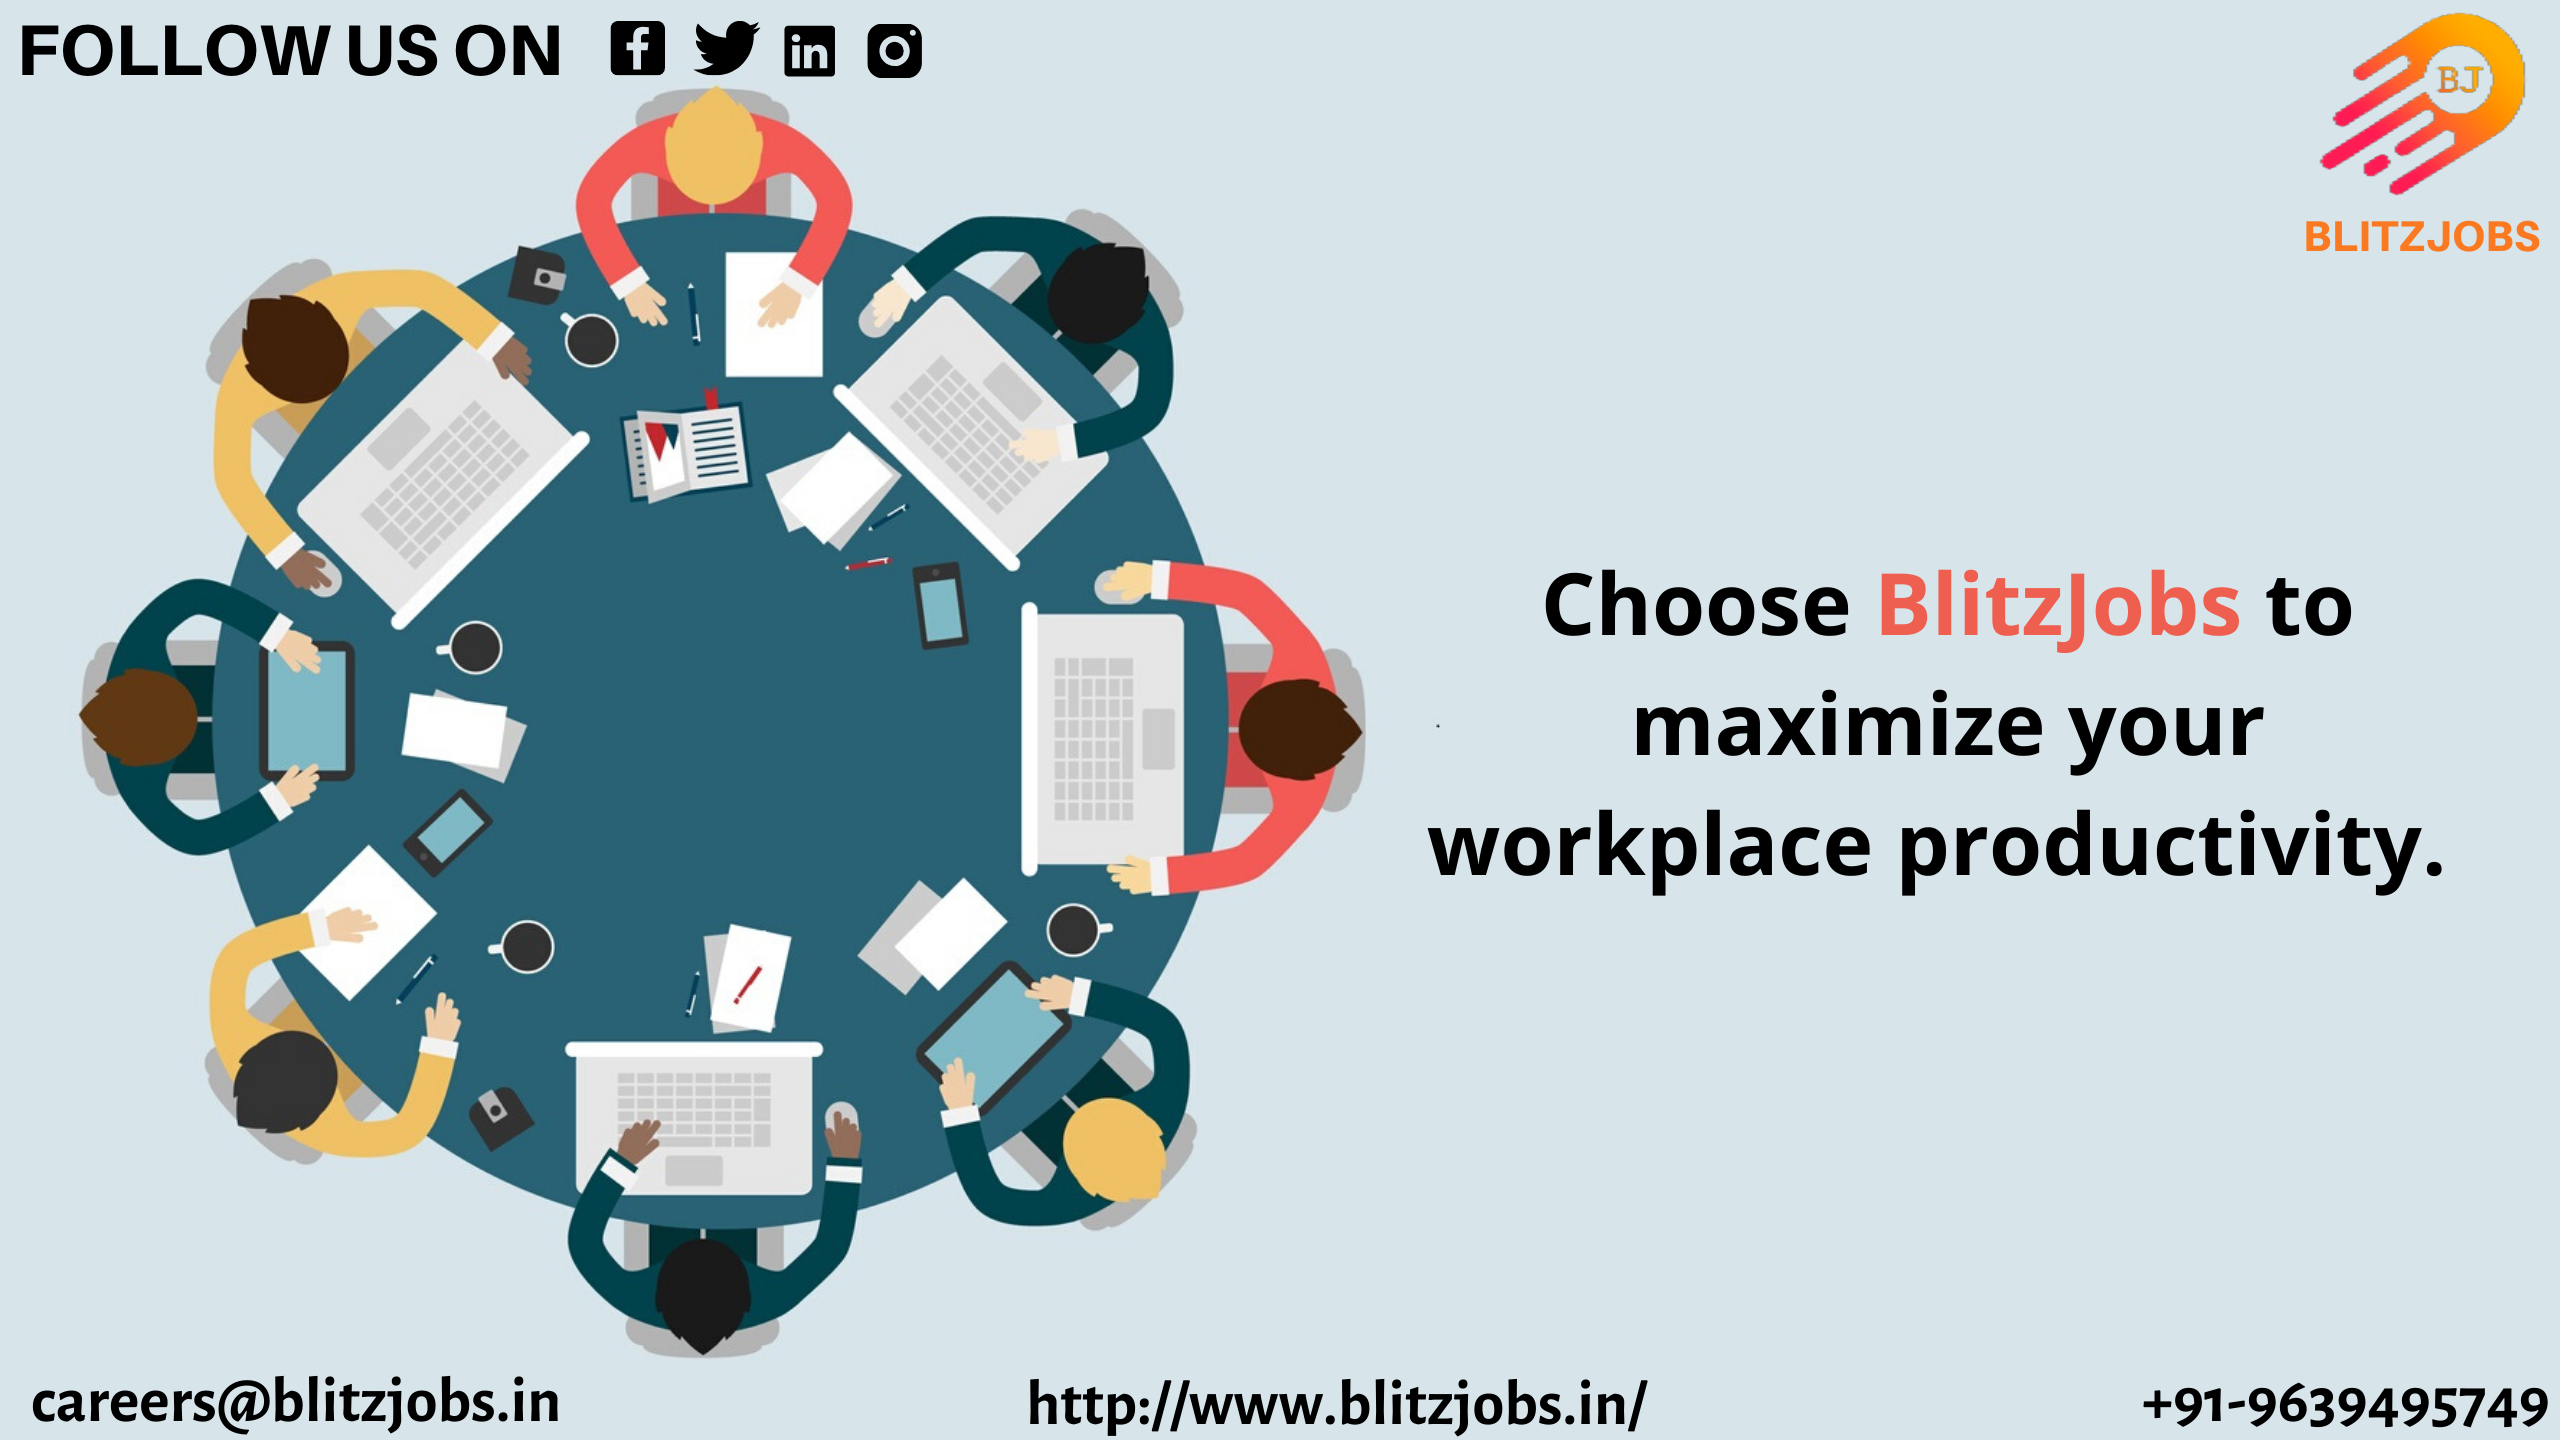 FOLLOW US ON
BJ
BLITZJOBS
Choose BlitzJobs to
maximize your
workplace productivity.
careers@blitzjobs.in
http://www.blitzjobs.in/
+91-9639495749